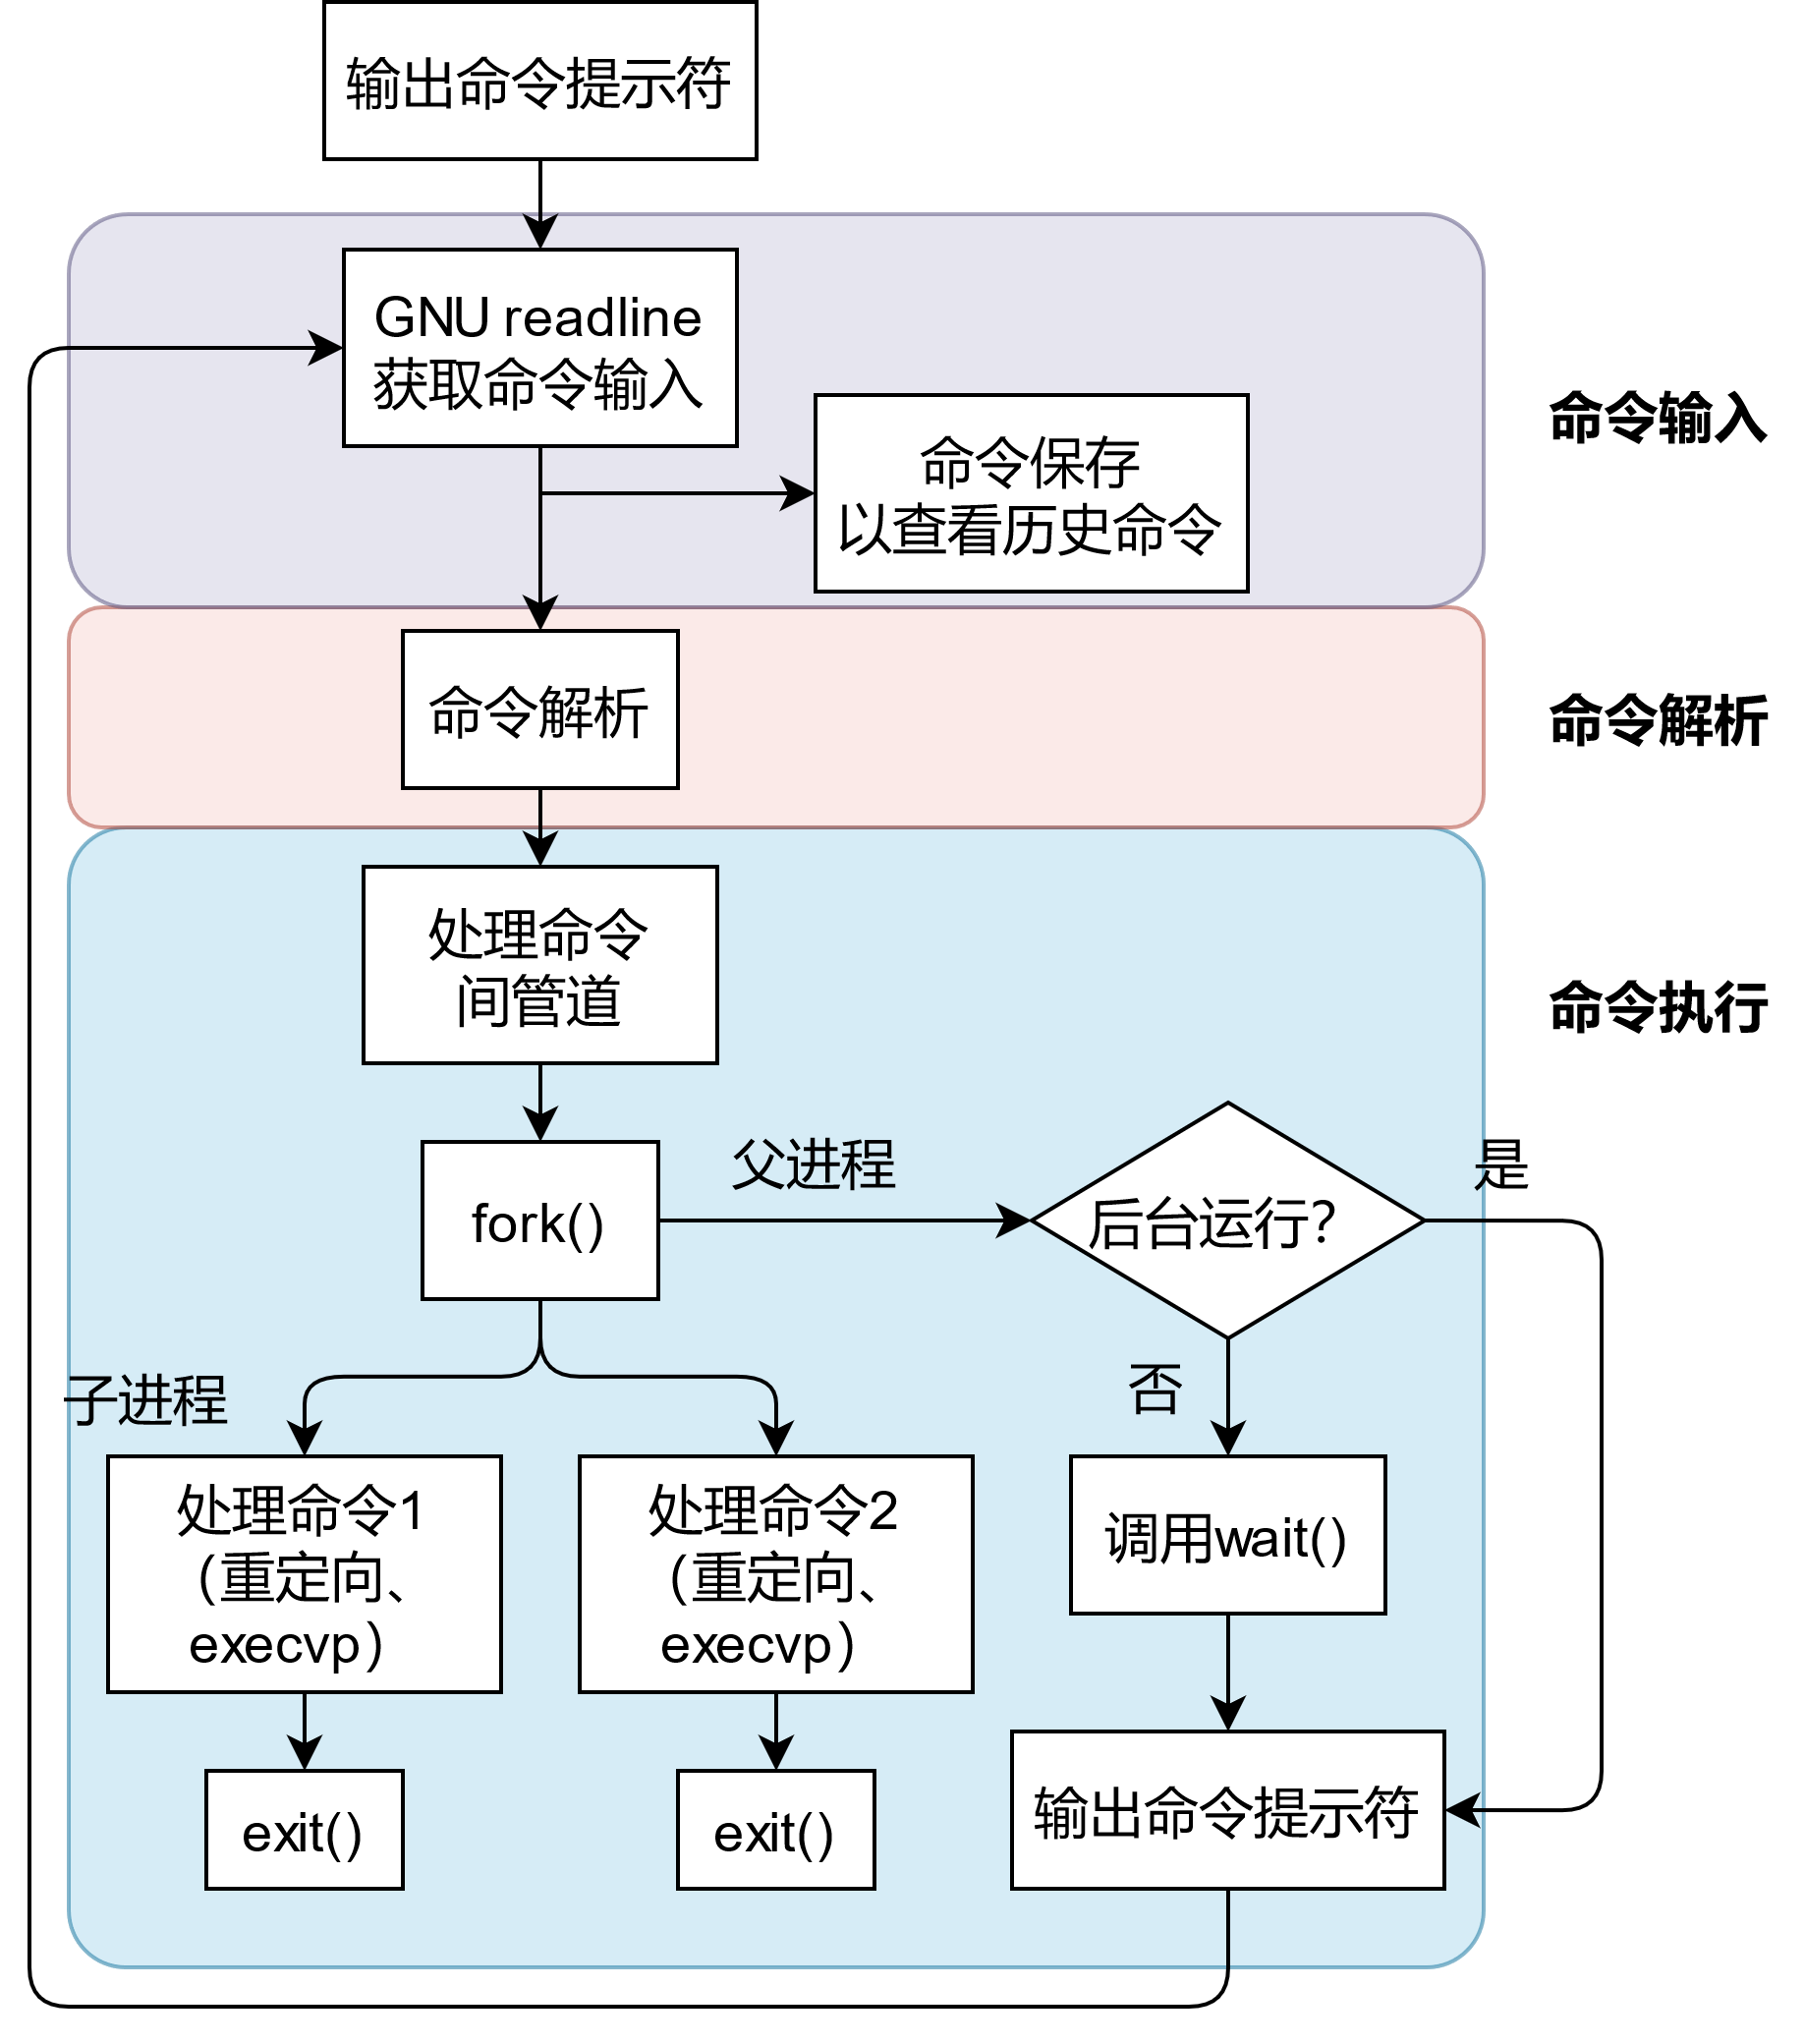 输出命令提示符
GNU readline
获取命令输入
命令输入
命令保存
以查看历史命令
命令解析
命令解析
处理命令
间管道
命令执行
fork()
父进程
后台运行？
是
子进程
否
处理命令1
（重定向、
execvp）
处理命令2
（重定向、
execvp）
调用wait()
exit()
exit()
输出命令提示符